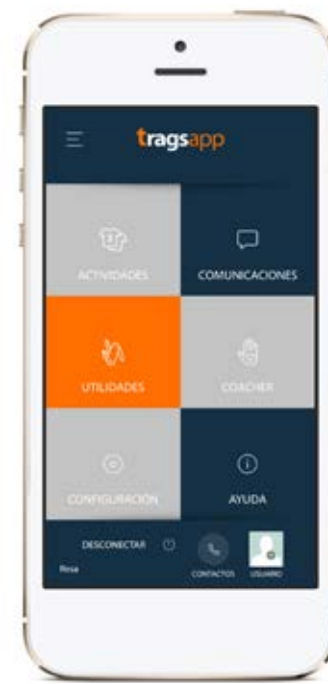 tragsapp
ACTIVIDADES
COMUNICACIONES
UTILIDADES
COACHER
CONFIGURACIÓN
AYUDA
DESCONECTAR
Rosa
CONTACTOS
USUARIO